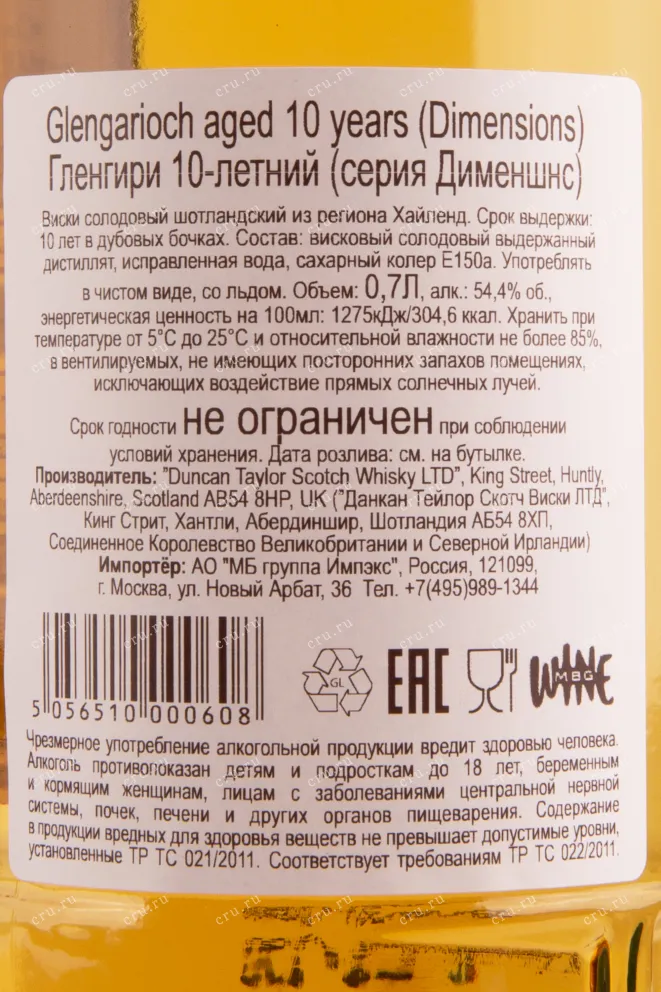 Glengarioch aged 10 years (Dimensions)
Гленгири 10-летний (серия Дименшнс)
Виски солодовый шотландский из региона Хайленд. Срок выдержки:
10 лет в дубовых бочках. Состав: висковый солодовый выдержанный
дистиллят, исправленная вода, сахарный колер Е150а. Употреблять
в чистом виде, со льдом. Объем: 0,7Л, алк.: 54,4% об.,
энергетическая ценность на 100мл: 1275кДж/304,6 ккал. Хранить при
температуре от 5°C до 25°C и относительной влажности не более 85%,
в вентилируемых, не имеющих посторонних запахов помещениях,
исключающих воздействие прямых солнечных лучей.
Срок годности не ограничен при соблюдении
условий хранения. Дата розлива: см. на бутылке.
Производитель: "Duncan Taylor Scotch Whisky LTD", King Street, Huntly,
Aberdeenshire, Scotland AB54 8HP, UK ("Данкан Тейлор Скотч Виски ЛТД",
Кинг Стрит, Хантли, Абердиншир, Шотландия АБ54 8ХП,
Соединенное Королевство Великобритании и Северной Ирландии)
Импортёр: АО "МБ группа Импэкс", Россия, 121099,
г. Москва, ул. Новый Арбат, 36 Тел. +7(495)989-1344
GL
EAC
WINE
MBG
5 056510 000608
Чрезмерное употребление алкогольной продукции вредит здоровью человека.
Алкоголь противопоказан детям и подросткам до 18 лет, беременным
и кормящим женщинам, лицам с заболеваниями центральной нервной
системы, почек, печени и других органов пищеварения. Содержание
в продукции вредных для здоровья веществ не превышает допустимые уровни,
установленные ТР ТС 021/2011. Соответствует требованиям ТР ТС 022/2011.
cru.ru